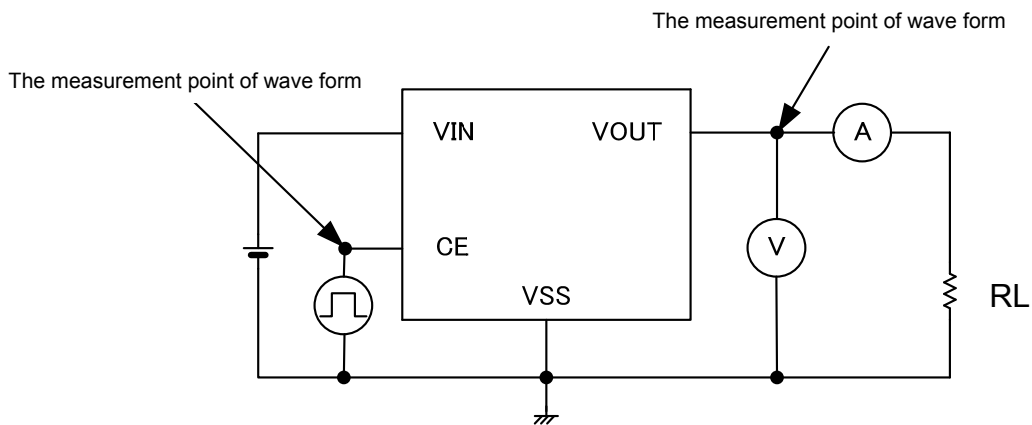 The measurement point of wave form
The measurement point of wave form
VIN
VOUT
A
CE
V
VSS
RL